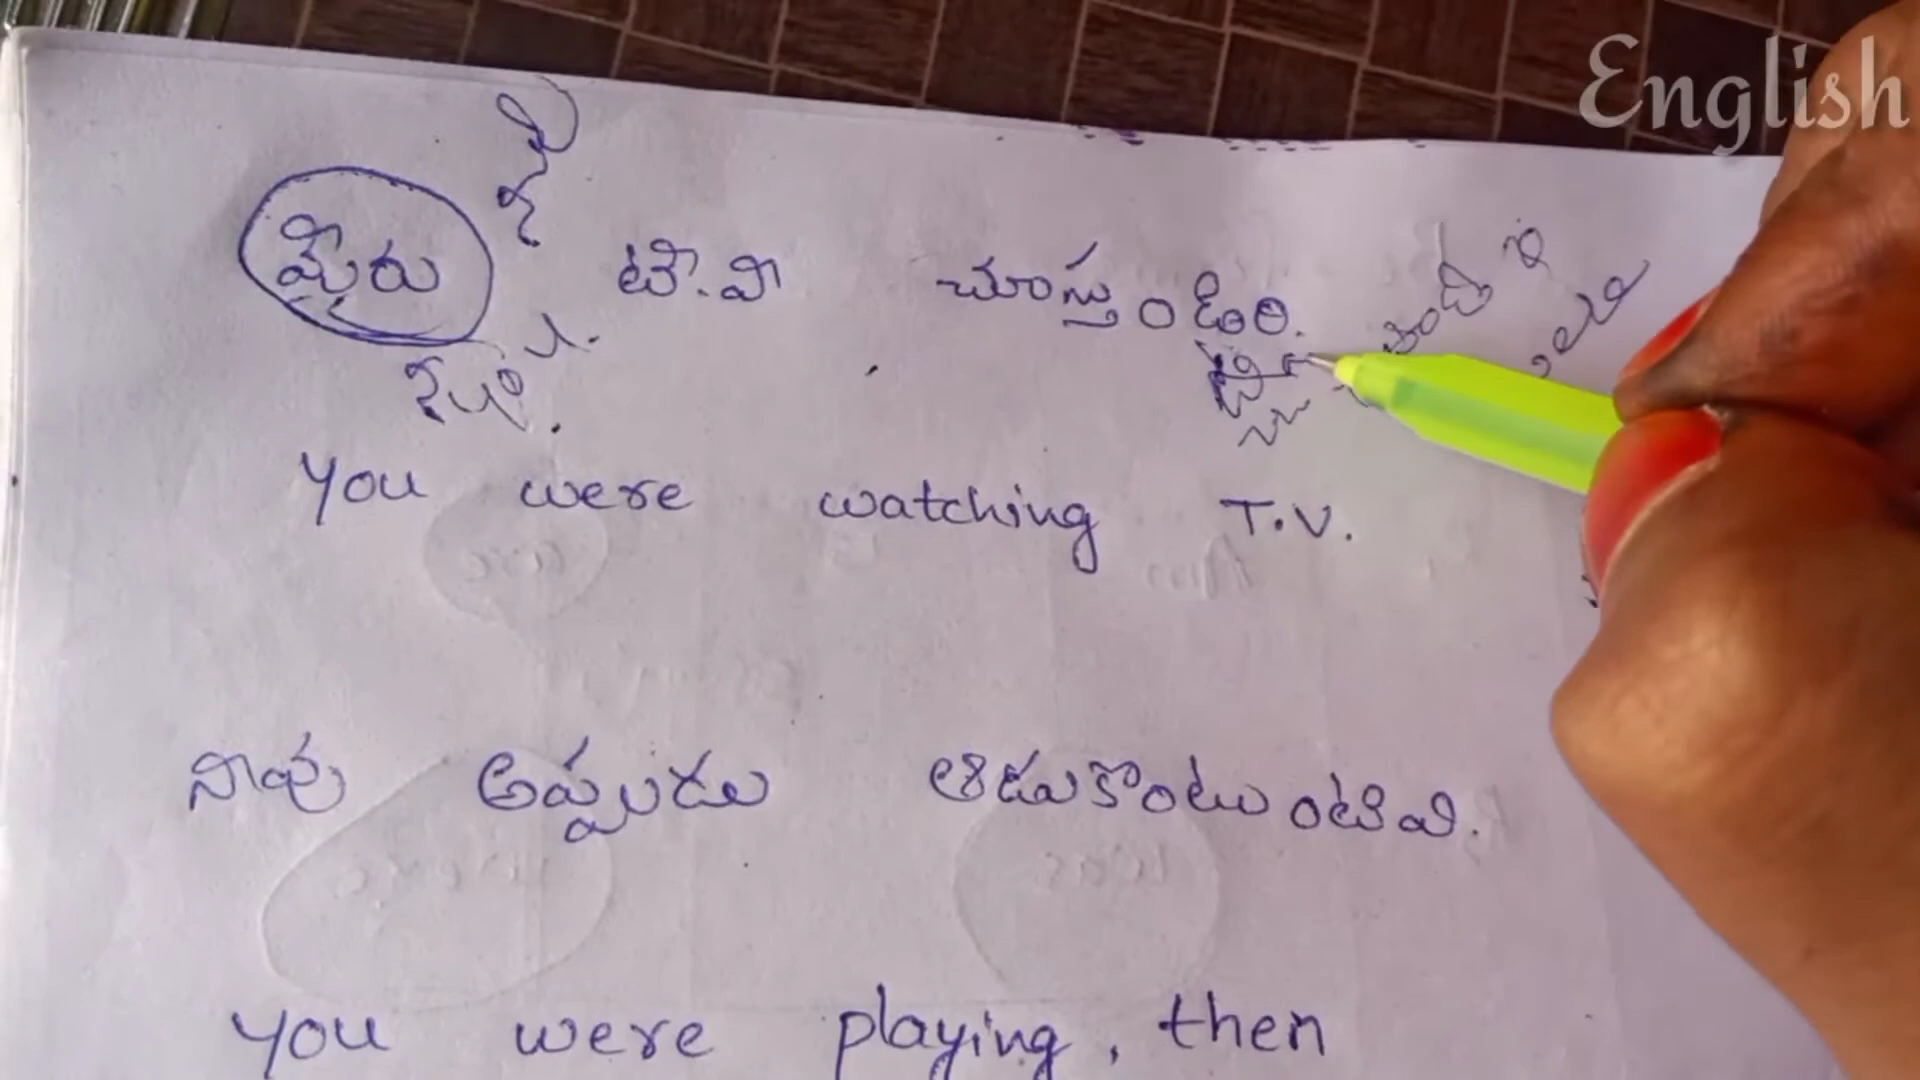 English
మీరు టీ.వి చూస్తుండిరి.
You were watching T.V.
నీవు అప్పుడు ఆడుకొంటుంటివి.
You were playing, then